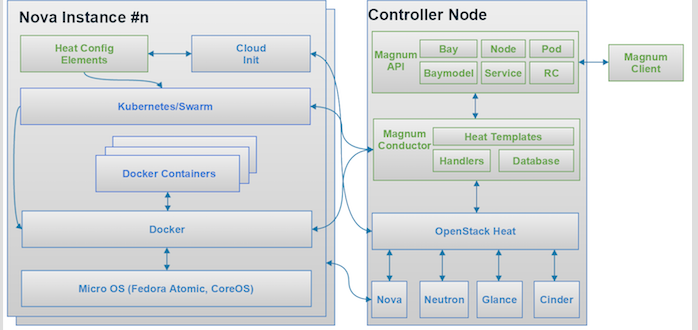 Nova Instance #n
Heat Config
Elements
Cloud
Init
Kubernetes/Swarm
Docker Containers
Docker
Micro OS (Fedora Atomic, CoreOS)
Controller Node
Magnum
API
Bay
Node
Pod
Baymodel
Service
RC
Magnum
Client
Magnum
Conductor
Heat Templates
Handlers
Database
OpenStack Heat
Nova
Neutron
Glance
Cinder